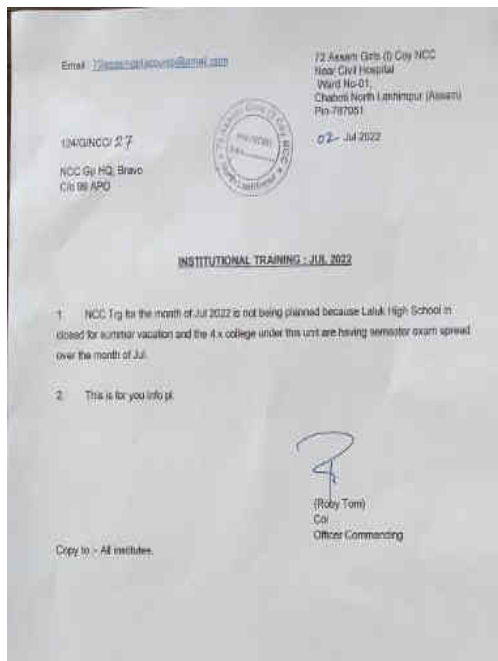 Email :
72 Assam Girls (I) Coy NCC
Near Civil Hospital
Ward No-01,
Chaboti North Lakhimpur (Assam)
Pin-787051
124/G/NCC/ 27
02 Jul 2022
NCC Gp HQ, Bravo
C/o 99 APO
INSTITUTIONAL TRAINING : JUL 2022
1. NCC Trg for the month of Jul 2022 is not being planned because Laluk High School in
closed for summar vacation and the 4 x college under this unit are having semester exam spread
over the month of Jul.
2. This is for you info pl.
(Roby Tom)
Col
Officer Commanding
Copy to :- All institutes.